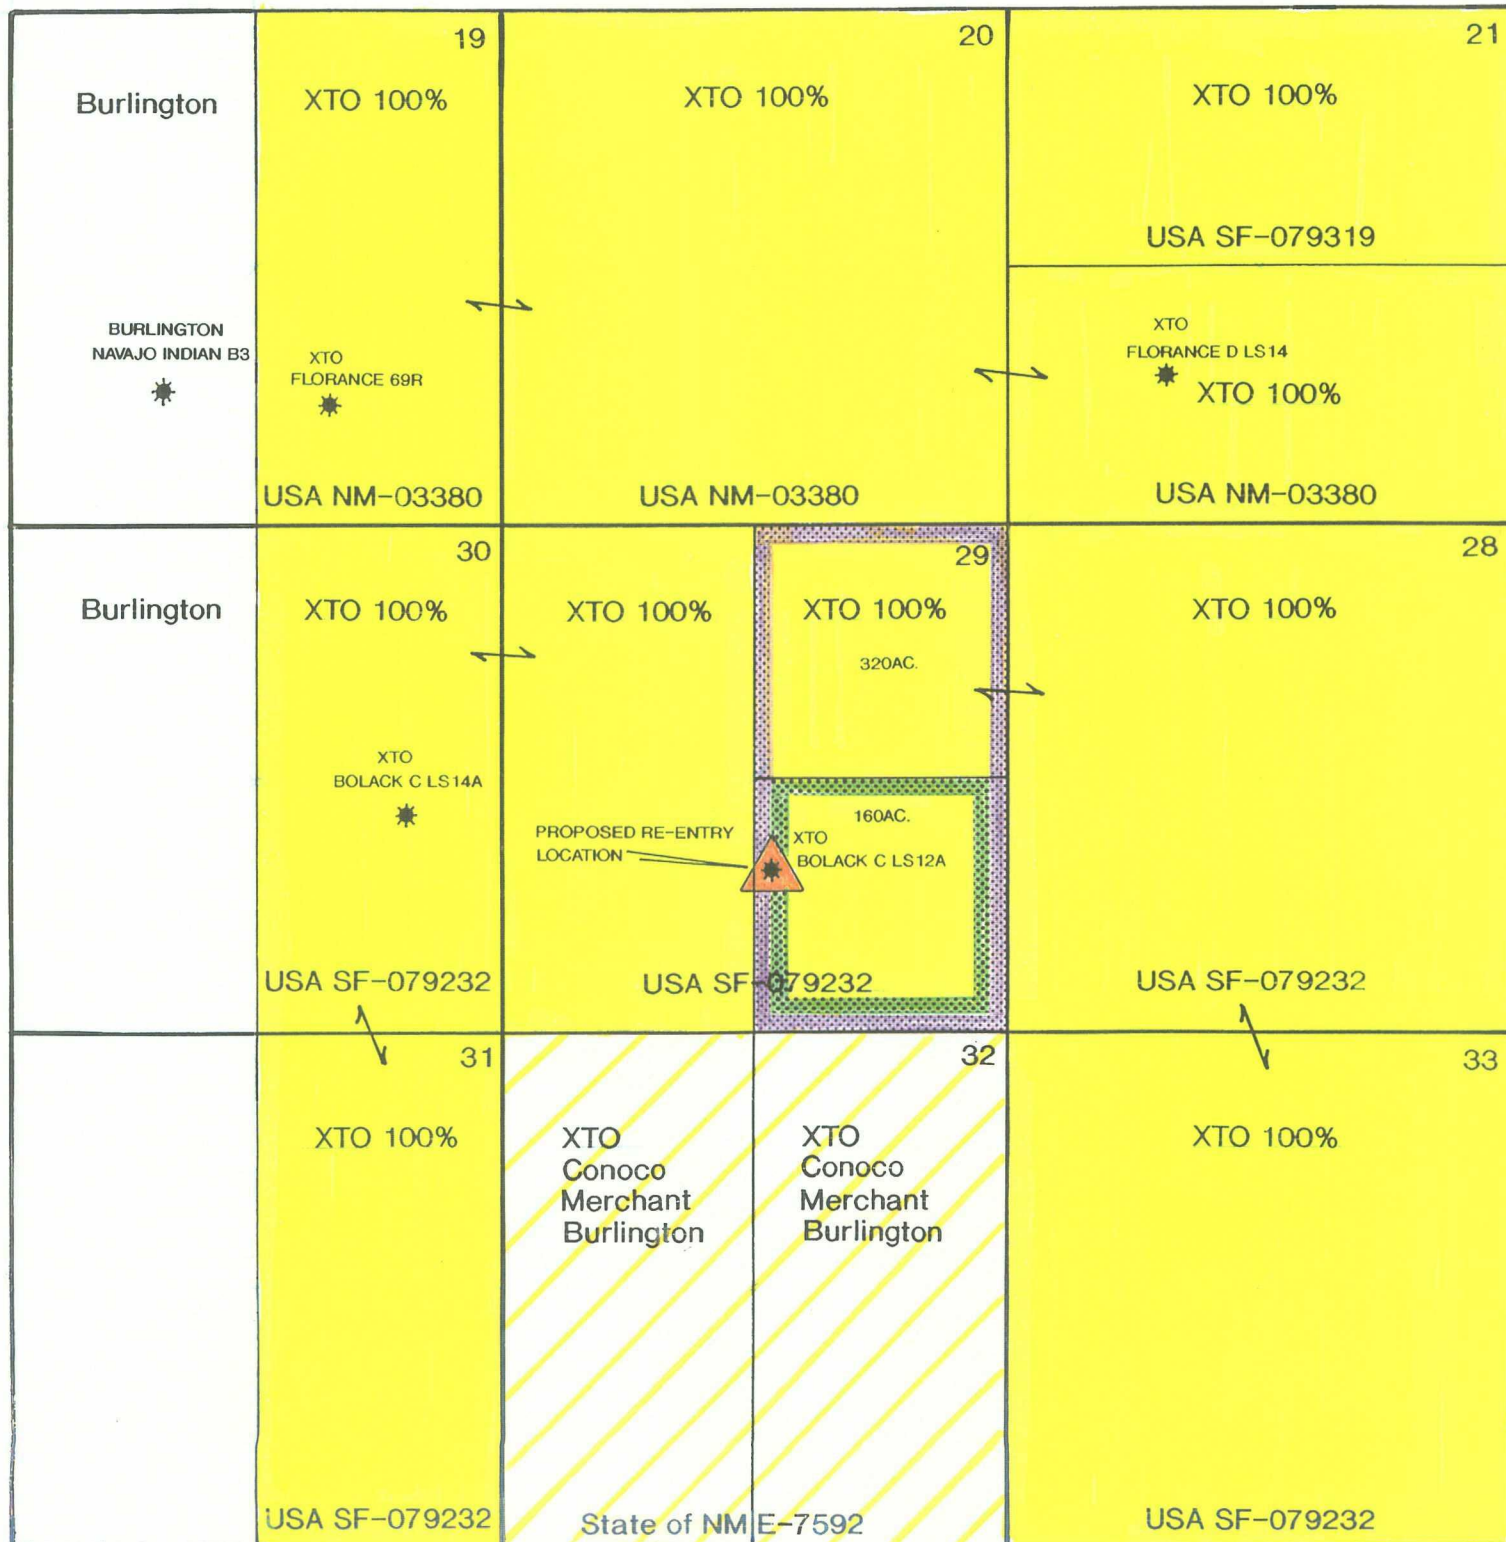 19
Burlington
XTO 100%
BURLINGTON
NAVAJO INDIAN B3
XTO
FLORANCE 69R
USA NM-03380
20
XTO 100%
USA NM-03380
21
XTO 100%
USA SF-079319
XTO
FLORANCE D LS14
XTO 100%
USA NM-03380
30
Burlington
XTO 100%
XTO
BOLACK C LS14A
USA SF-079232
29
XTO 100%
XTO 100%
320AC.
160AC.
PROPOSED RE-ENTRY
LOCATION
XTO
BOLACK C LS12A
USA SF-079232
28
XTO 100%
USA SF-079232
31
XTO 100%
USA SF-079232
32
XTO
Conoco
Merchant
Burlington
XTO
Conoco
Merchant
Burlington
State of NM E-7592
33
XTO 100%
USA SF-079232